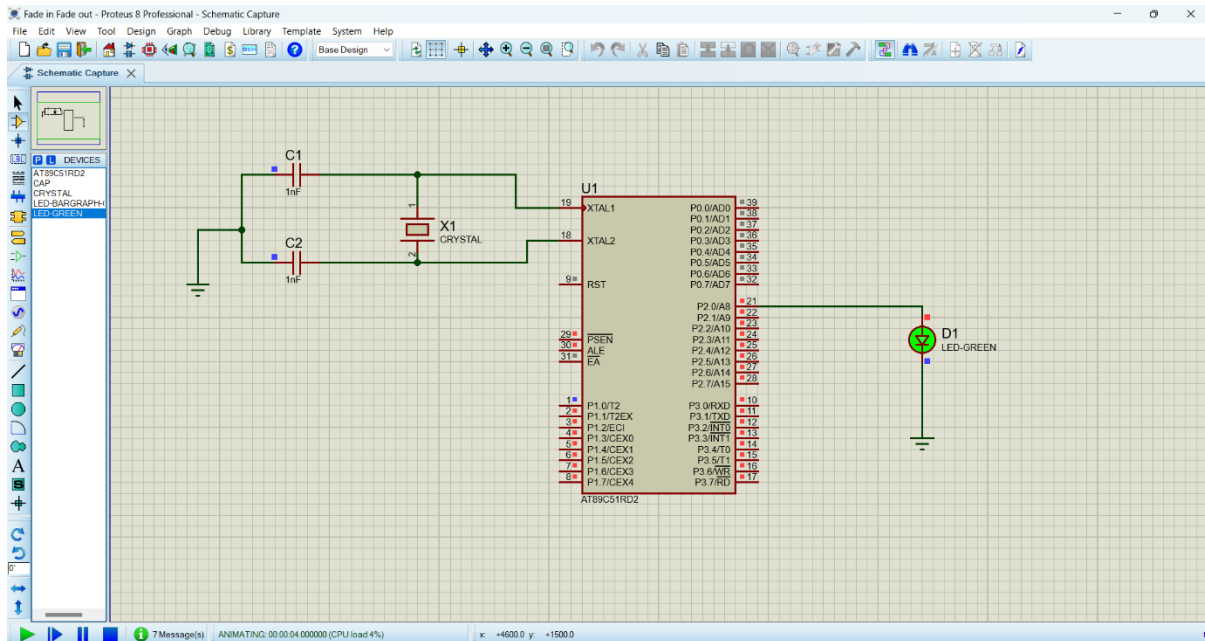 Fade in Fade out - Proteus 8 Professional - Schematic Capture
File Edit View Tool Design Graph Debug Library Template System Help
Base Design
Schematic Capture
P L DEVICES
AT89C51RD2
CAP
CRYSTAL
LED-BARGRAPH-
LED-GREEN
C1
1nF
C2
1nF
1
2
X1
CRYSTAL
U1
19 XTAL1
18 XTAL2
9 RST
29 PSEN
30 ALE
31 EA
1 P1.0/T2
2 P1.1/T2EX
3 P1.2/ECI
4 P1.3/CEX0
5 P1.4/CEX1
6 P1.5/CEX2
7 P1.6/CEX3
8 P1.7/CEX4
P0.0/AD0 39
P0.1/AD1 38
P0.2/AD2 37
P0.3/AD3 36
P0.4/AD4 35
P0.5/AD5 34
P0.6/AD6 33
P0.7/AD7 32
P2.0/A8 21
P2.1/A9 22
P2.2/A10 23
P2.3/A11 24
P2.4/A12 25
P2.5/A13 26
P2.6/A14 27
P2.7/A15 28
P3.0/RXD 10
P3.1/TXD 11
P3.2/INT0 12
P3.3/INT1 13
P3.4/T0 14
P3.5/T1 15
P3.6/WR 16
P3.7/RD 17
AT89C51RD2
D1
LED-GREEN
LBL
A
S
0°
7 Message(s) ANIMATING: 00:00:04.000000 (CPU load 4%) x: +4600.0 y: +1500.0